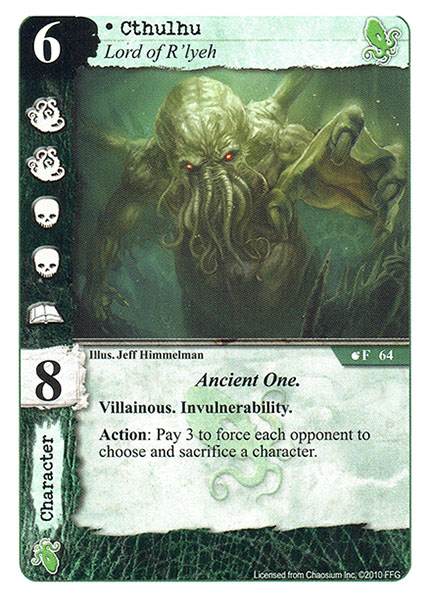 6
• Cthulhu
Lord of R'lyeh
Illus. Jeff Himmelman
F 64
8
Ancient One.
Villainous. Invulnerability.
Action: Pay 3 to force each opponent to
choose and sacrifice a character.
Character
Licensed from Chaosium Inc. ©2010 FFG